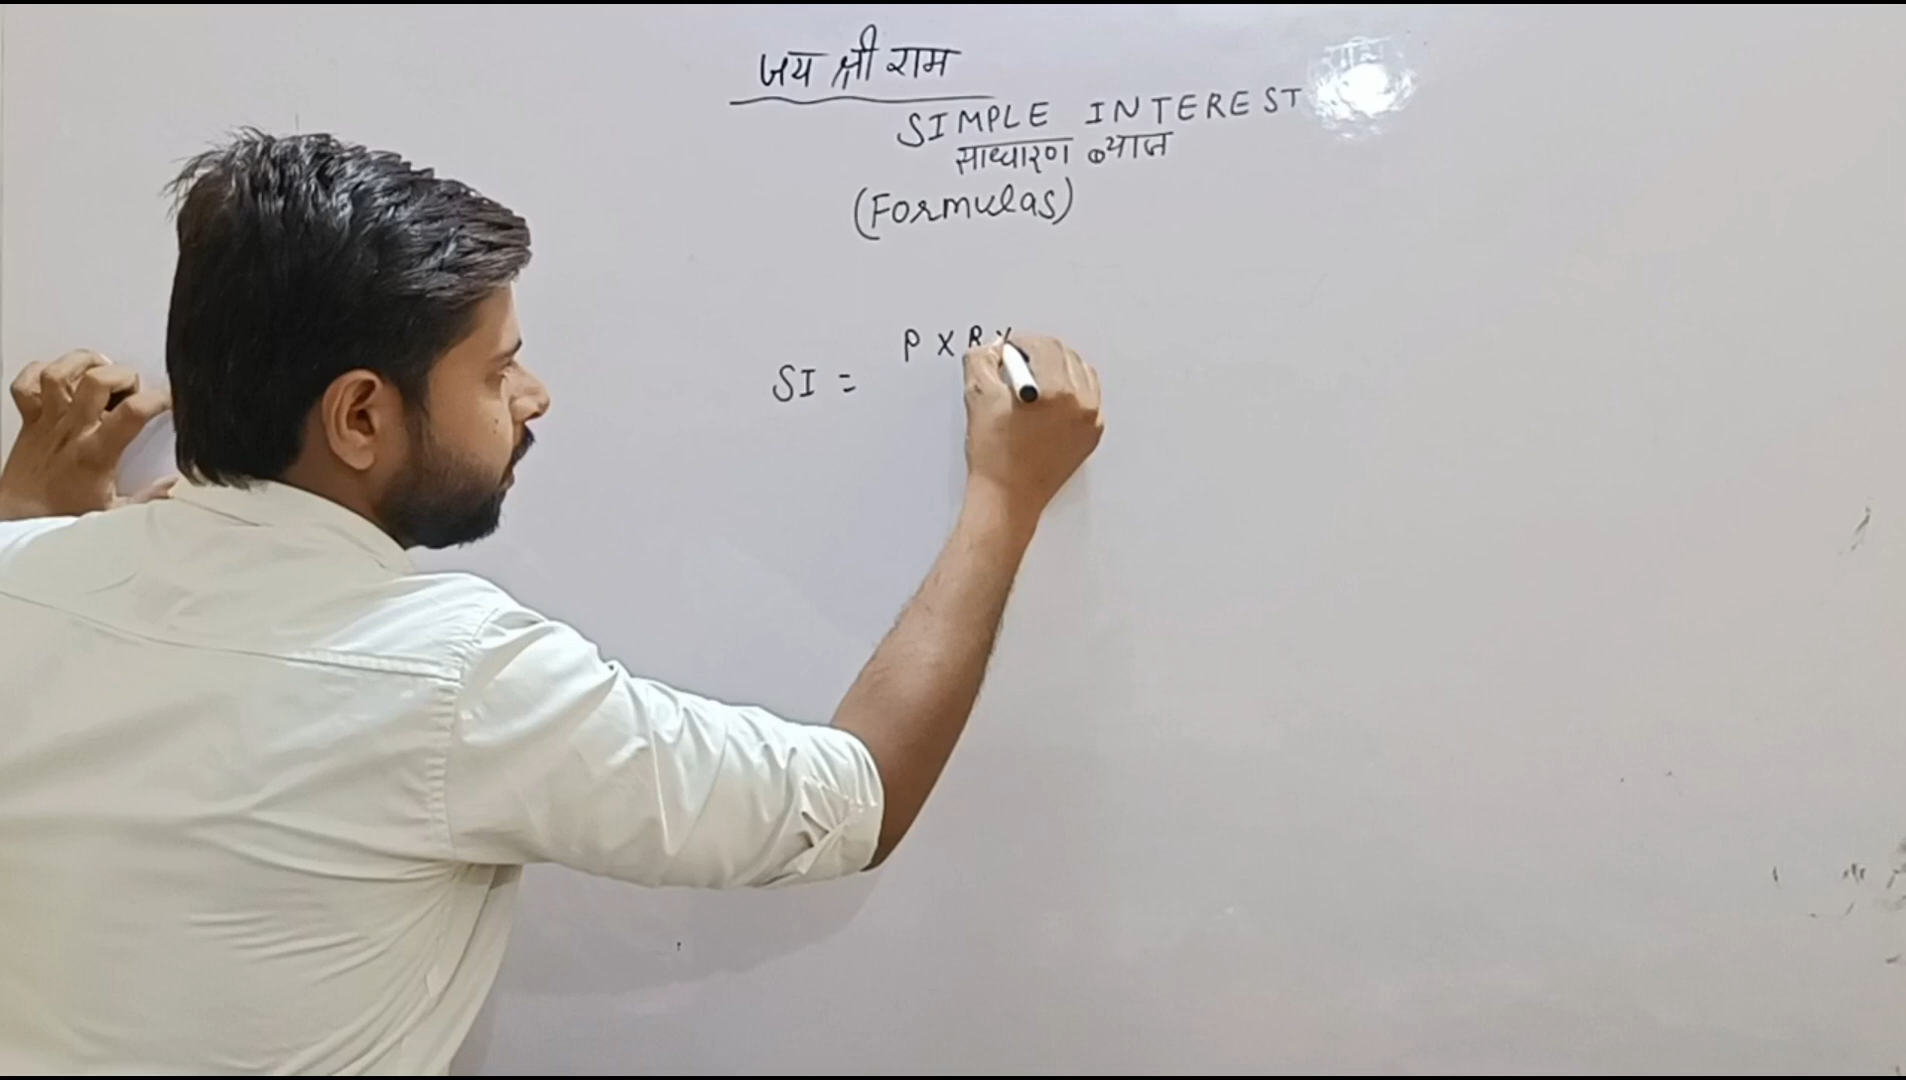 जय श्री राम
SIMPLE INTEREST
साधारण ब्याज
(Formulas)
SI = P X R X